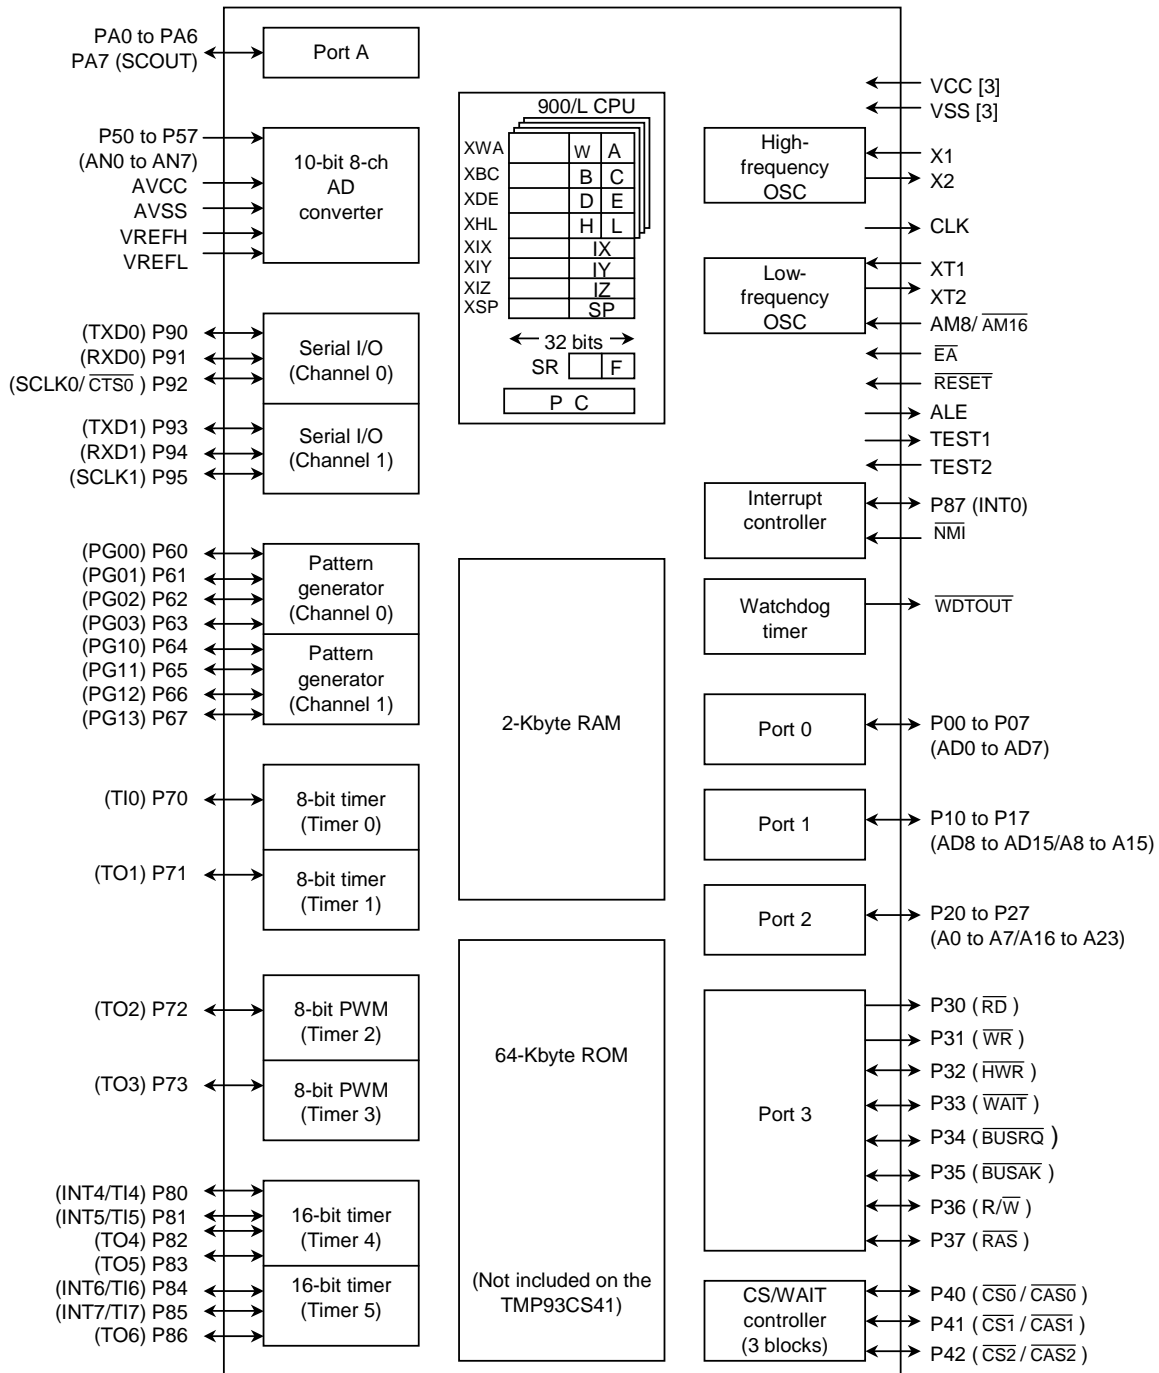 PA0 to PA6
PA7 (SCOUT)
Port A
P50 to P57
(AN0 to AN7)
AVCC
AVSS
VREFH
VREFL
10-bit 8-ch
AD
converter
(TXD0) P90
(RXD0) P91
(SCLK0/ CTS0 ) P92
Serial I/O
(Channel 0)
(TXD1) P93
(RXD1) P94
(SCLK1) P95
Serial I/O
(Channel 1)
(PG00) P60
(PG01) P61
(PG02) P62
(PG03) P63
Pattern
generator
(Channel 0)
(PG10) P64
(PG11) P65
(PG12) P66
(PG13) P67
Pattern
generator
(Channel 1)
(TI0) P70
8-bit timer
(Timer 0)
(TO1) P71
8-bit timer
(Timer 1)
(TO2) P72
8-bit PWM
(Timer 2)
(TO3) P73
8-bit PWM
(Timer 3)
(INT4/TI4) P80
(INT5/TI5) P81
(TO4) P82
(TO5) P83
16-bit timer
(Timer 4)
(INT6/TI6) P84
(INT7/TI7) P85
(TO6) P86
16-bit timer
(Timer 5)
900/L CPU
XWA W A
XBC B C
XDE D E
XHL H L
XIX IX
XIY IY
XIZ IZ
XSP SP
32 bits
SR F
P C
2-Kbyte RAM
64-Kbyte ROM
(Not included on the
TMP93CS41)
VCC [3]
VSS [3]
High-
frequency
OSC
X1
X2
CLK
Low-
frequency
OSC
XT1
XT2
AM8/ AM16
EA
RESET
ALE
TEST1
TEST2
Interrupt
controller
P87 (INT0)
NMI
Watchdog
timer
WDTOUT
Port 0
P00 to P07
(AD0 to AD7)
Port 1
P10 to P17
(AD8 to AD15/A8 to A15)
Port 2
P20 to P27
(A0 to A7/A16 to A23)
Port 3
P30 ( RD )
P31 ( WR )
P32 ( HWR )
P33 ( WAIT )
P34 ( BUSRQ )
P35 ( BUSAK )
P36 ( R/W )
P37 ( RAS )
CS/WAIT
controller
(3 blocks)
P40 ( CS0 / CAS0 )
P41 ( CS1 / CAS1 )
P42 ( CS2 / CAS2 )